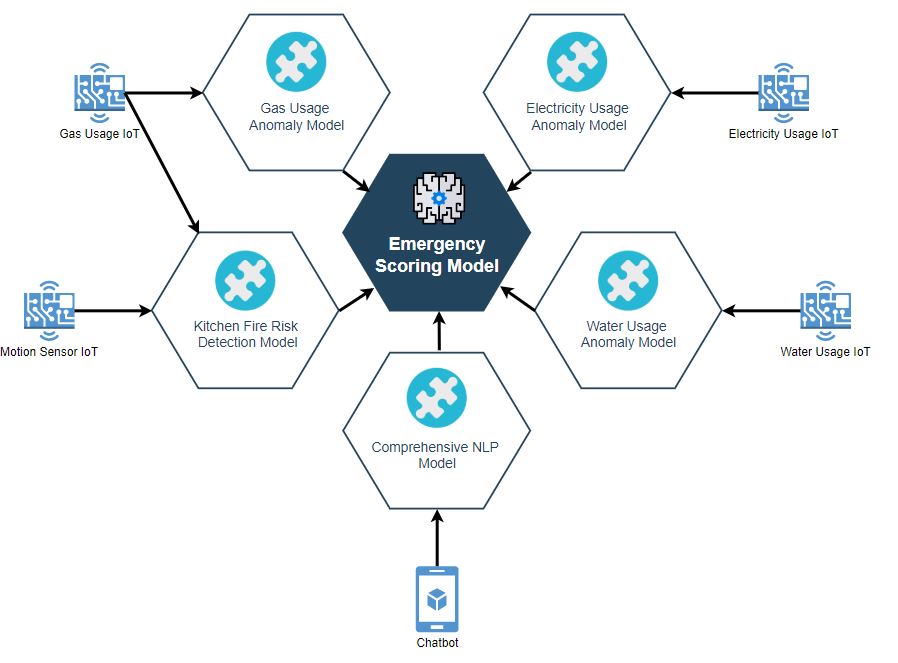 Gas Usage
Anomaly Model
Electricity Usage
Anomaly Model
Gas Usage IoT
Electricity Usage IoT
Emergency
Scoring Model
Kitchen Fire Risk
Detection Model
Water Usage
Anomaly Model
Motion Sensor IoT
Water Usage IoT
Comprehensive NLP
Model
Chatbot